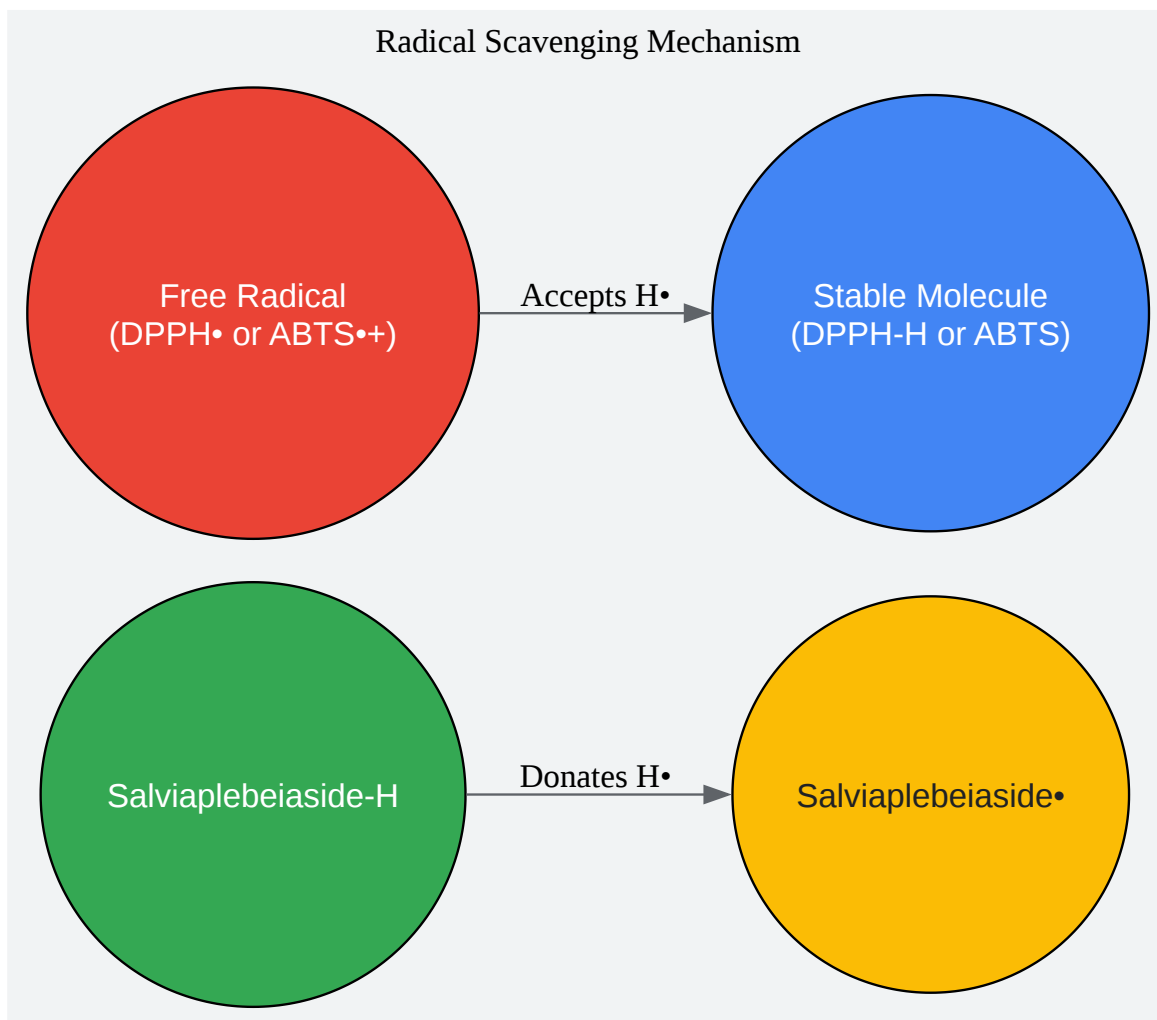 Radical Scavenging Mechanism
Free Radical
(DPPH• or ABTS•+)
Accepts H•
Stable Molecule
(DPPH-H or ABTS)
Salviaplebeiaside-H
Donates H•
Salviaplebeiaside•